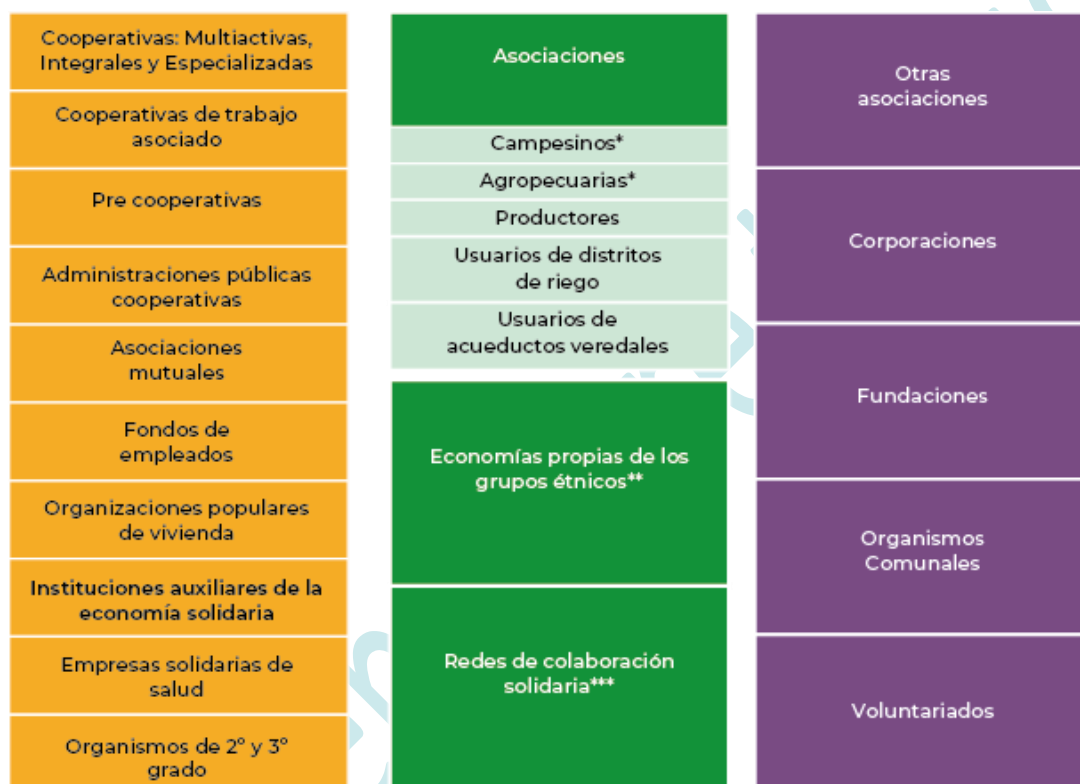 Cooperativas: Multiactivas,
Integrales y Especializadas
Cooperativas de trabajo
asociado
Pre cooperativas
Administraciones públicas
cooperativas
Asociaciones
mutuales
Fondos de
empleados
Organizaciones populares
de vivienda
Instituciones auxiliares de la
economía solidaria
Empresas solidarias de
salud
Organismos de 2º y 3º
grado
Asociaciones
Campesinos*
Agropecuarias*
Productores
Usuarios de distritos
de riego
Usuarios de
acueductos veredales
Economías propias de los
grupos étnicos**
Redes de colaboración
solidaria***
Otras
asociaciones
Corporaciones
Fundaciones
Organismos
Comunales
Voluntariados